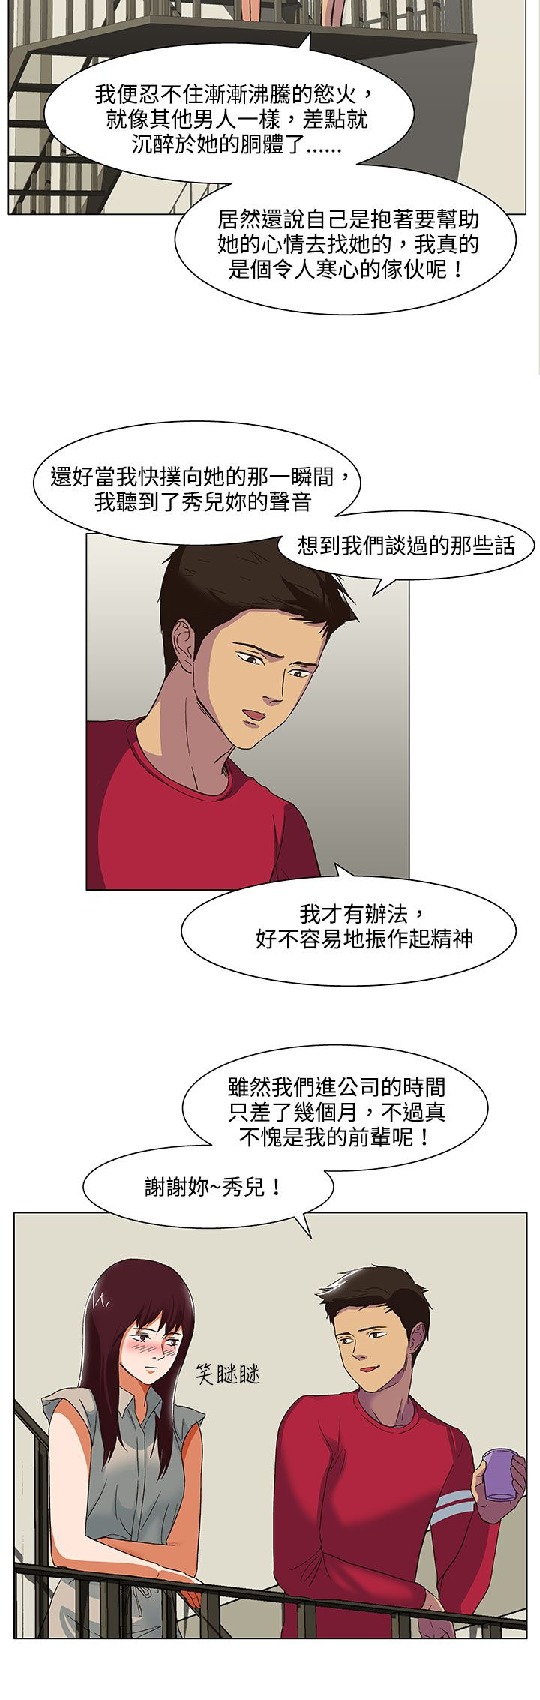 我便忍不住漸漸沸騰的慾火，
就像其他男人一樣，差點就
沉醉於她的胴體了……
居然還說自己是抱著要幫助
她的心情去找她的，我真的
是個令人寒心的傢伙呢！
還好當我快撲向她的那一瞬間，
我聽到了秀兒妳的聲音
想到我們談過的那些話
我才有辦法，
好不容易地振作起精神
雖然我們進公司的時間
只差了幾個月，不過真
不愧是我的前輩呢！
謝謝妳~秀兒！
笑瞇瞇